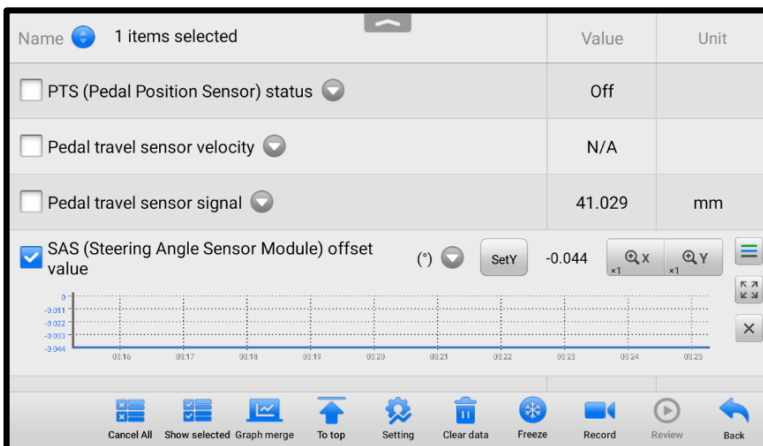 Name 1 items selected Value Unit
PTS (Pedal Position Sensor) status Off
Pedal travel sensor velocity N/A
Pedal travel sensor signal 41.029 mm
SAS (Steering Angle Sensor Module) offset
value
(°) SetY -0.044 X ×1 Y ×1
0
-0.011
-0.022
-0.033
-0.044
03:16 03:17 03:18 03:19 03:20 03:21 03:22 03:23 03:24 03:25
Cancel All Show selected Graph merge To top Setting Clear data Freeze Record Review Back